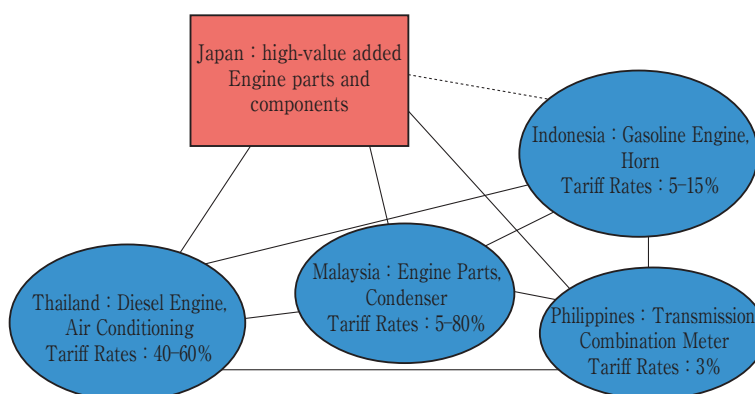 Japan：high-value added
Engine parts and
components
Indonesia：Gasoline Engine,
Horn
Tariff Rates：5–15%
Malaysia：Engine Parts,
Condenser
Tariff Rates：5–80%
Thailand：Diesel Engine,
Air Conditioning
Tariff Rates：40–60%
Philippines：Transmission
Combination Meter
Tariff Rates：3%